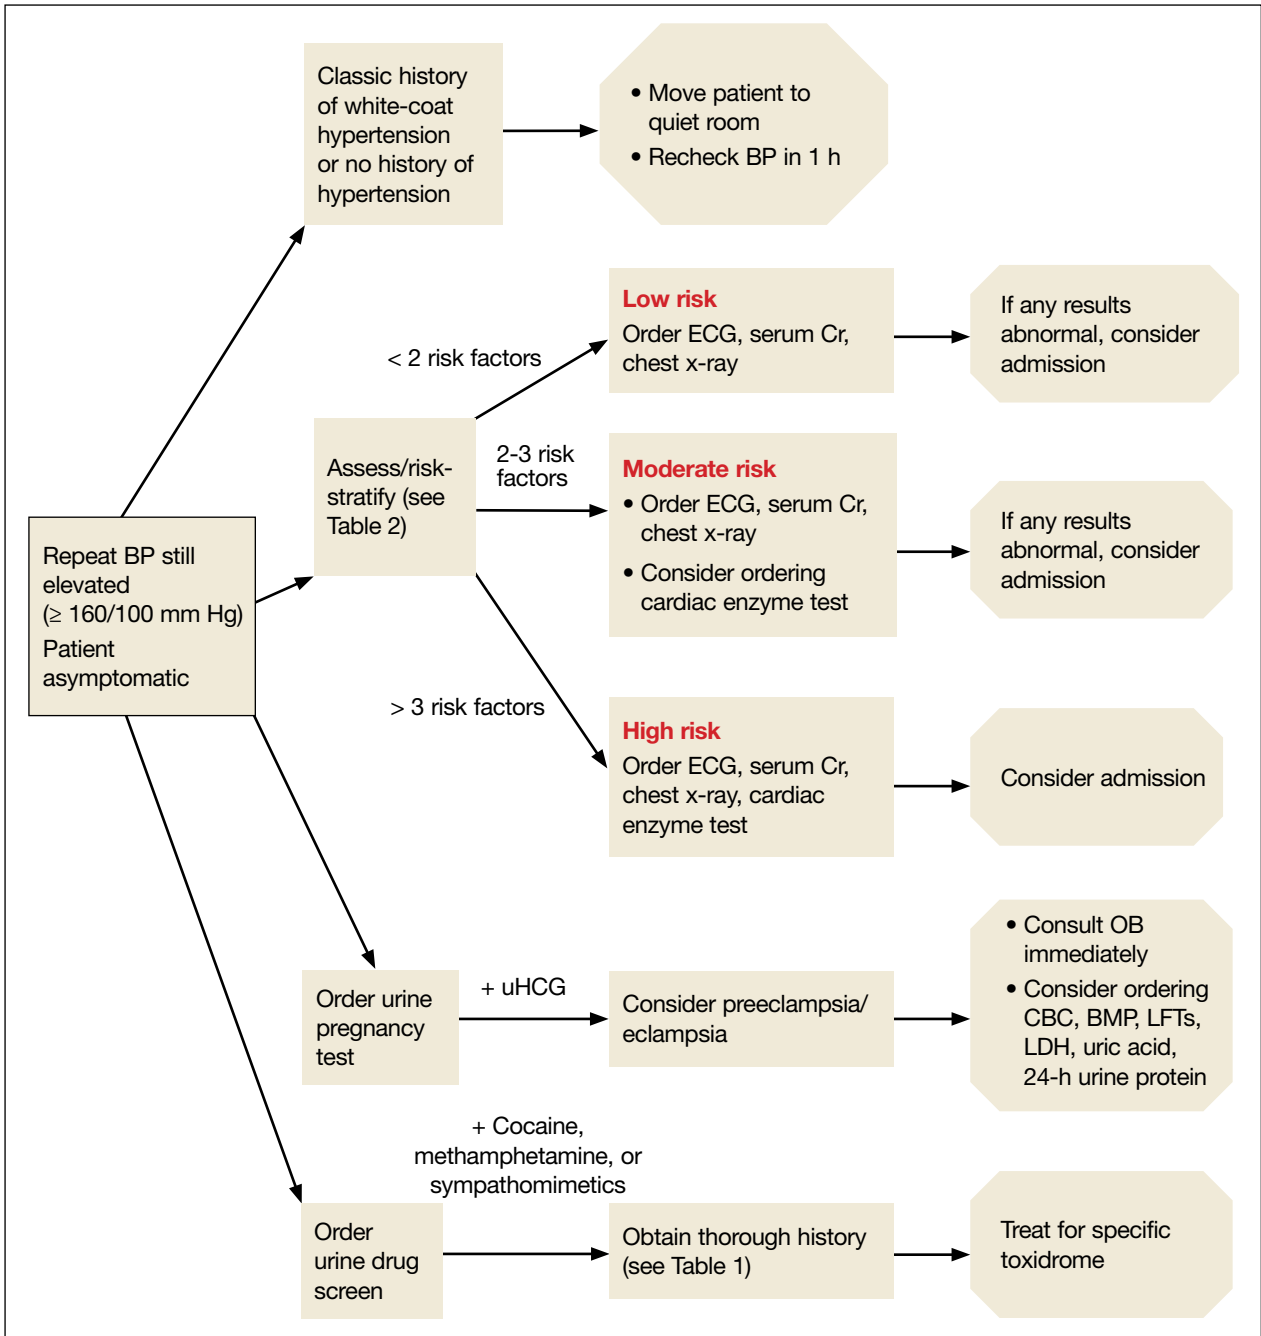 Classic history
of white-coat
hypertension
or no history of
hypertension
• Move patient to
quiet room
• Recheck BP in 1 h
< 2 risk factors
Low risk
Order ECG, serum Cr,
chest x-ray
If any results
abnormal, consider
admission
Assess/risk-
stratify (see
Table 2)
2-3 risk
factors
Moderate risk
• Order ECG, serum Cr,
chest x-ray
• Consider ordering
cardiac enzyme test
If any results
abnormal, consider
admission
Repeat BP still
elevated
(≥ 160/100 mm Hg)
Patient
asymptomatic
> 3 risk factors
High risk
Order ECG, serum Cr,
chest x-ray, cardiac
enzyme test
Consider admission
Order urine
pregnancy
test
+ uHCG
Consider preeclampsia/
eclampsia
• Consult OB
immediately
• Consider ordering
CBC, BMP, LFTs,
LDH, uric acid,
24-h urine protein
+ Cocaine,
methamphetamine, or
sympathomimetics
Order
urine drug
screen
Obtain thorough history
(see Table 1)
Treat for specific
toxidrome